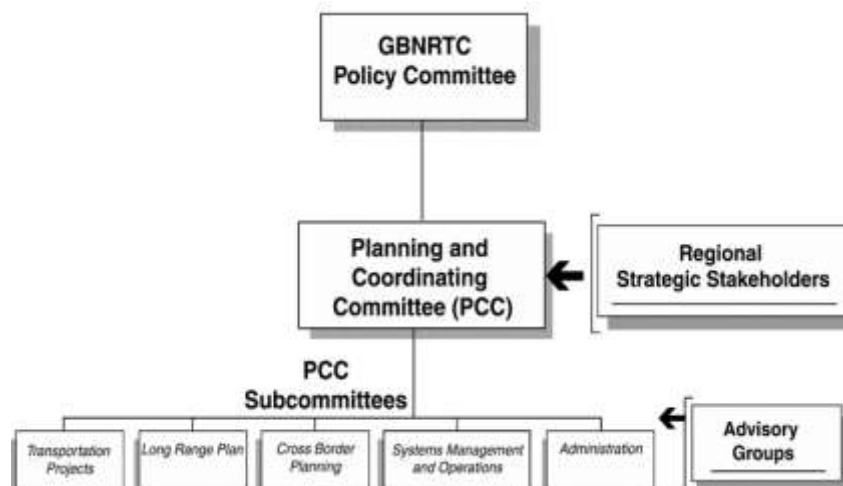 GBNRTC
Policy Committee
Planning and
Coordinating
Committee (PCC)
Regional
Strategic Stakeholders
PCC
Subcommittees
Transportation
Projects
Long Range Plan
Cross Border
Planning
Systems Management
and Operations
Administration
Advisory
Groups